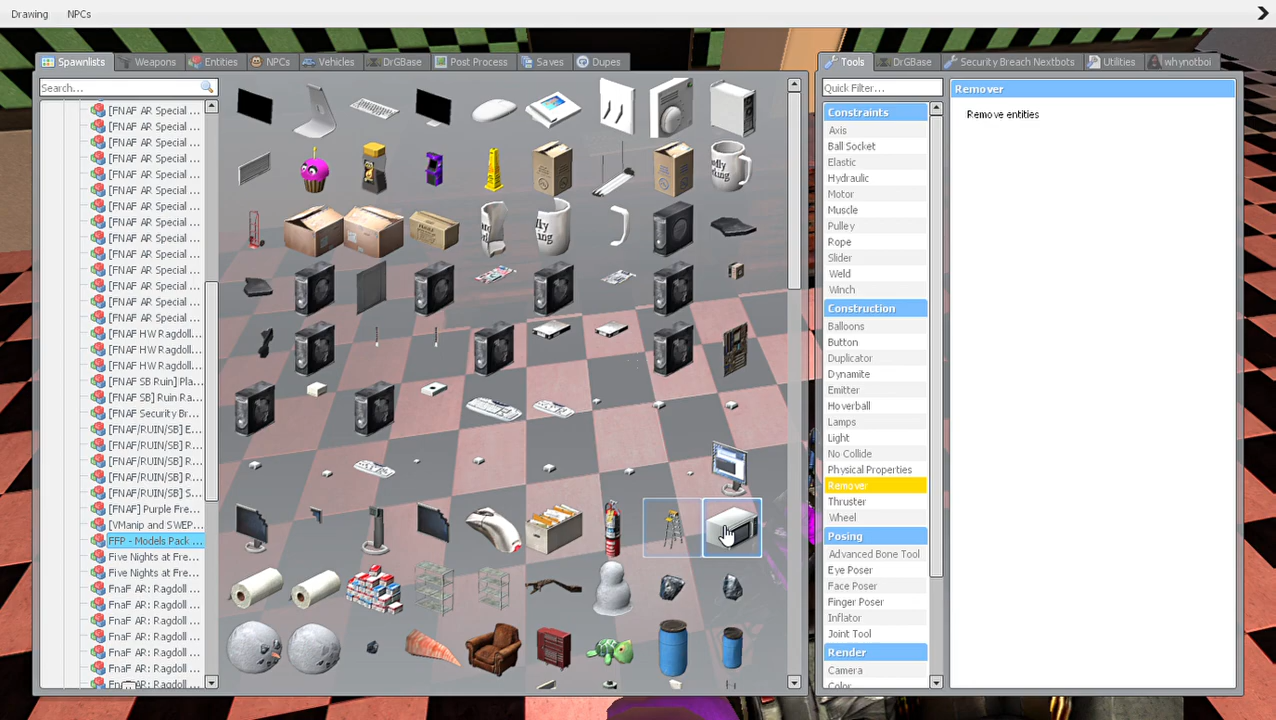 Drawing NPCs
Spawnlists Weapons Entities NPCs Vehicles DrGBase Post Process Saves Dupes
Tools DrGBase Security Breach Nextbots Utilities whynotboi
Search...
[FNAF AR Special ...
[FNAF AR Special ...
[FNAF AR Special ...
[FNAF AR Special ...
[FNAF AR Special ...
[FNAF AR Special ...
[FNAF AR Special ...
[FNAF AR Special ...
[FNAF AR Special ...
[FNAF AR Special ...
[FNAF AR Special ...
[FNAF AR Special ...
[FNAF AR Special ...
[FNAF AR Special ...
[FNAF HW Ragdoll...
[FNAF HW Ragdoll...
[FNAF HW Ragdoll...
[FNAF SB Ruin] Pla...
[FNAF SB] Ruin Ra...
[FNAF Security Br...
[FNAF/RUIN/SB] E...
[FNAF/RUIN/SB] R...
[FNAF/RUIN/SB] R...
[FNAF/RUIN/SB] R...
[FNAF/RUIN/SB] S...
[FNAF] Purple Fre...
[VManip and SWEP...
FFP - Models Pack ...
Five Nights at Fre...
Five Nights at Fre...
FnaF AR: Ragdoll ...
FnaF AR: Ragdoll ...
FnaF AR: Ragdoll ...
FnaF AR: Ragdoll ...
FnaF AR: Ragdoll ...
FnaF AR: Ragdoll ...
FnaF AR: Ragdoll ...
Quick Filter...
Constraints
Axis
Ball Socket
Elastic
Hydraulic
Motor
Muscle
Pulley
Rope
Slider
Weld
Winch
Construction
Balloons
Button
Duplicator
Dynamite
Emitter
Hoverball
Lamps
Light
No Collide
Physical Properties
Remover
Thruster
Wheel
Posing
Advanced Bone Tool
Eye Poser
Face Poser
Finger Poser
Inflator
Joint Tool
Render
Camera
Color
Remover
Remove entities